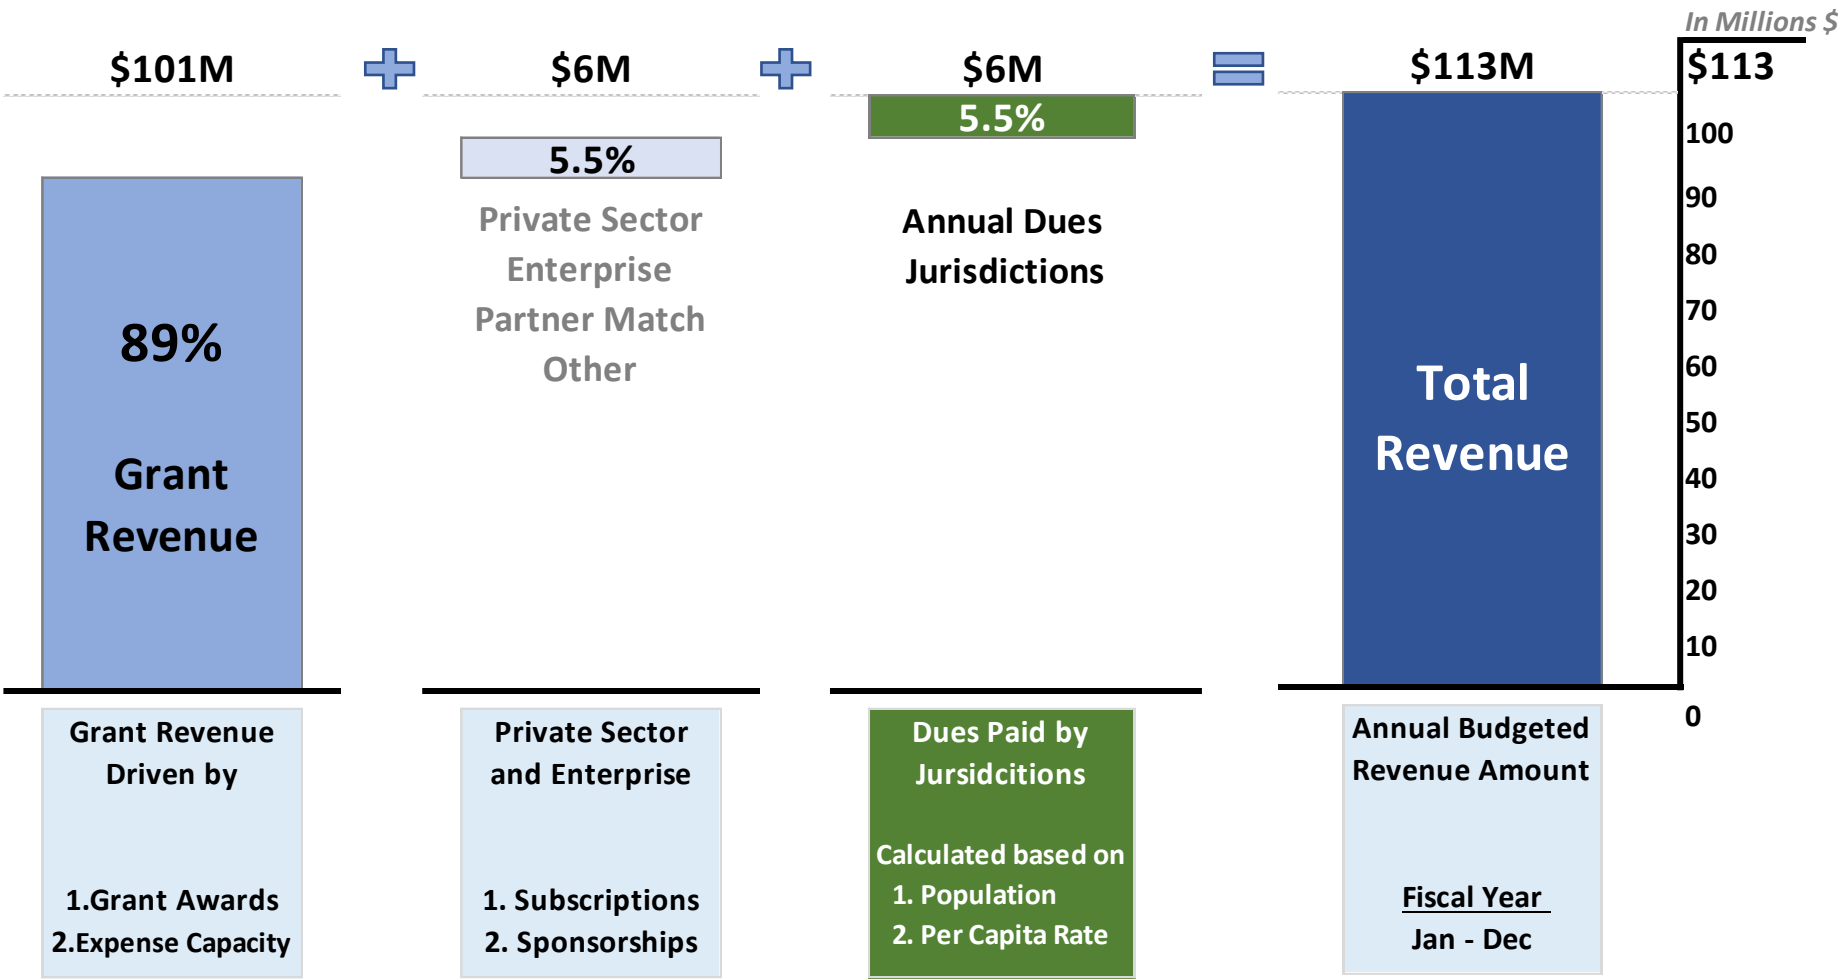 In Millions $
$101M
$6M
$6M
$113M
$113
5.5%
5.5%
100
90
80
70
60
50
40
30
20
10
0
89%
Grant
Revenue
Private Sector
Enterprise
Partner Match
Other
Annual Dues
Jurisdictions
Total
Revenue
Grant Revenue
Driven by
1.Grant Awards
2.Expense Capacity
Private Sector
and Enterprise
1. Subscriptions
2. Sponsorships
Dues Paid by
Jursidcitions
Calculated based on
1. Population
2. Per Capita Rate
Annual Budgeted
Revenue Amount
Fiscal Year
Jan - Dec